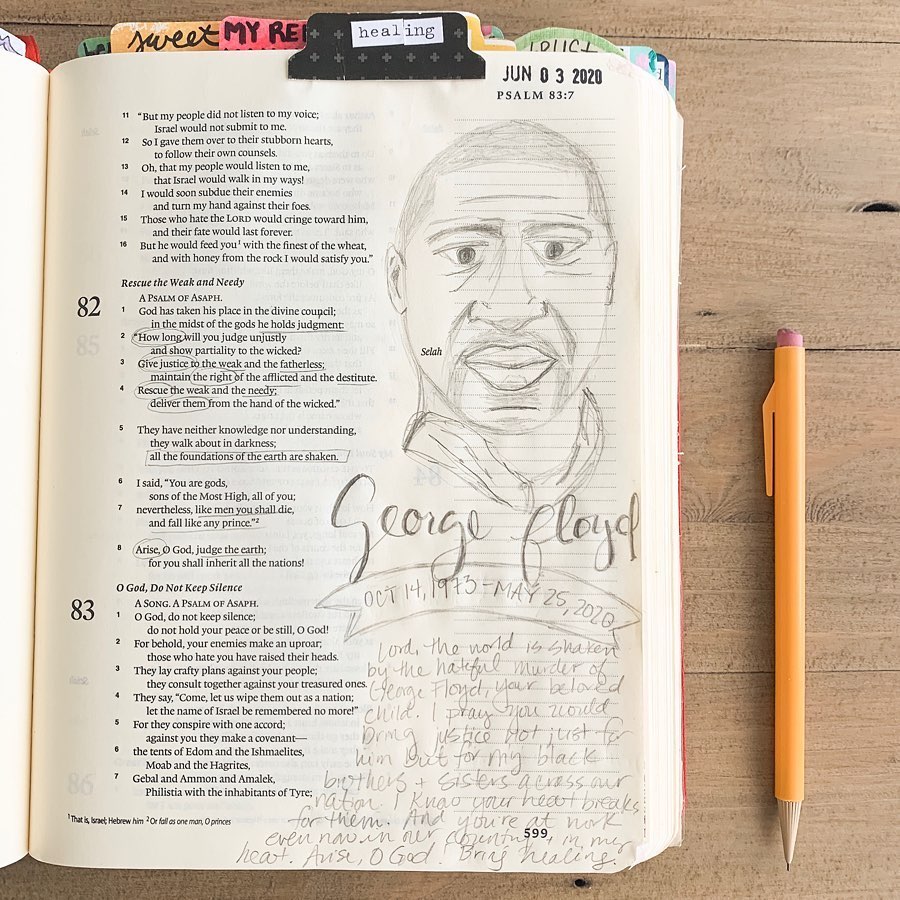 sweet
MY RE
healing
TRUST
JUN 03 2020
PSALM 83:7
11 “But my people did not listen to my voice;
Israel would not submit to me.
12 So I gave them over to their stubborn hearts,
to follow their own counsels.
13 Oh, that my people would listen to me,
that Israel would walk in my ways!
14 I would soon subdue their enemies
and turn my hand against their foes.
15 Those who hate the LORD would cringe toward him,
and their fate would last forever.
16 But he would feed you¹ with the finest of the wheat,
and with honey from the rock I would satisfy you.”
Rescue the Weak and Needy
82 A PSALM OF ASAPH.
1 God has taken his place in the divine council;
in the midst of the gods he holds judgment:
2 “How long will you judge unjustly
and show partiality to the wicked?
Selah
3 Give justice to the weak and the fatherless;
maintain the right of the afflicted and the destitute.
4 Rescue the weak and the needy;
deliver them from the hand of the wicked.”
5 They have neither knowledge nor understanding,
they walk about in darkness;
all the foundations of the earth are shaken.
6 I said, “You are gods,
sons of the Most High, all of you;
7 nevertheless, like men you shall die,
and fall like any prince.”²
8 Arise, O God, judge the earth;
for you shall inherit all the nations!
O God, Do Not Keep Silence
83 A SONG. A PSALM OF ASAPH.
1 O God, do not keep silence;
do not hold your peace or be still, O God!
2 For behold, your enemies make an uproar;
those who hate you have raised their heads.
3 They lay crafty plans against your people;
they consult together against your treasured ones.
4 They say, “Come, let us wipe them out as a nation;
let the name of Israel be remembered no more!”
5 For they conspire with one accord;
against you they make a covenant—
6 the tents of Edom and the Ishmaelites,
Moab and the Hagrites,
7 Gebal and Ammon and Amalek,
Philistia with the inhabitants of Tyre;
¹ That is, Israel; Hebrew him ² Or fall as one man, O princes
George Floyd
OCT 14, 1973 - MAY 25, 2020
Lord, the world is shaken
by the hateful murder of
George Floyd, your beloved
child. I pray you would
bring justice not just for
him but for my black
brothers + sisters across our
nation. I know your heart breaks
for them. And you're at work
even now in our country + in my
heart. Arise, O God! Bring healing.
599